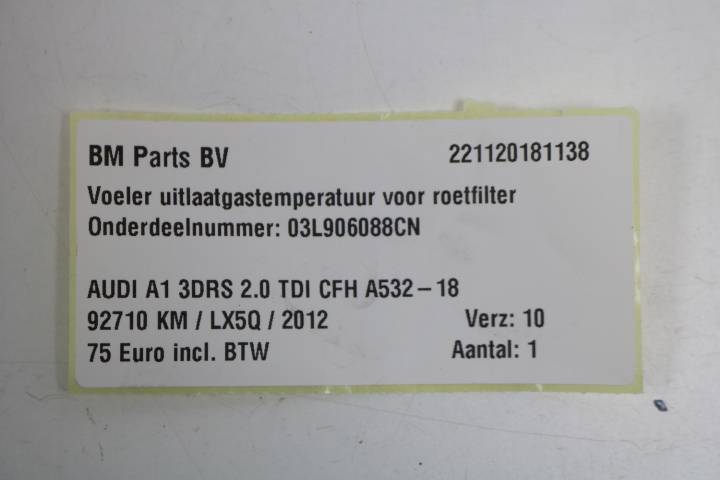 BM Parts BV 221120181138
Voeler uitlaatgastemperatuur voor roetfilter
Onderdeelnummer: 03L906088CN
AUDI A1 3DRS 2.0 TDI CFH A532-18
92710 KM / LX5Q / 2012 Verz: 10
75 Euro incl. BTW Aantal: 1